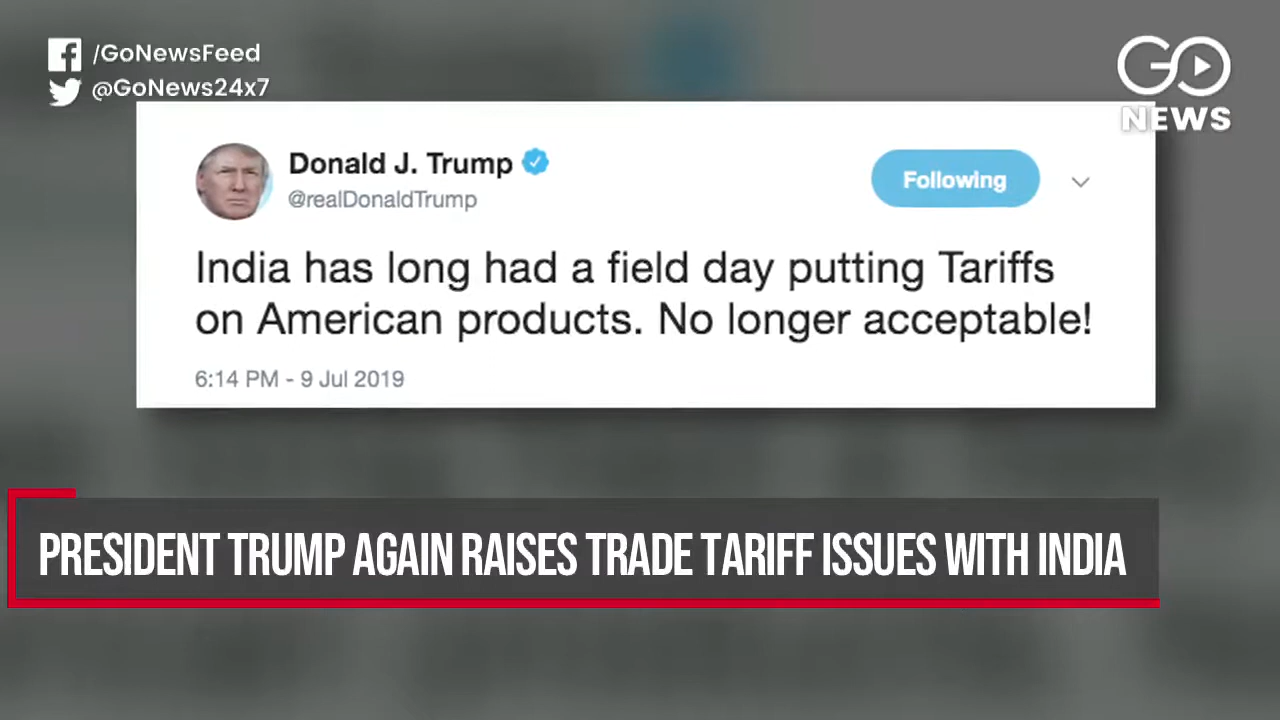 /GoNewsFeed
@GoNews24x7
GO
NEWS
Donald J. Trump
@realDonaldTrump
Following
India has long had a field day putting Tariffs
on American products. No longer acceptable!
6:14 PM - 9 Jul 2019
PRESIDENT TRUMP AGAIN RAISES TRADE TARIFF ISSUES WITH INDIA